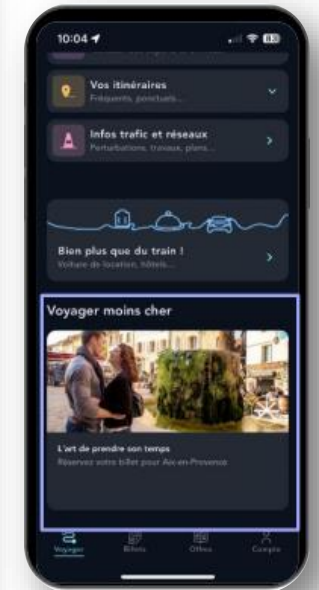 10:04
83
Vos itinéraires
Fréquents, ponctuels...
Infos trafic et réseaux
Perturbations, travaux, plans...
Bien plus que du train !
Voiture de location, hôtels...
Voyager moins cher
L'art de prendre son temps
Réservez votre billet pour Aix-en-Provence
Voyager
Billets
Offres
Compte